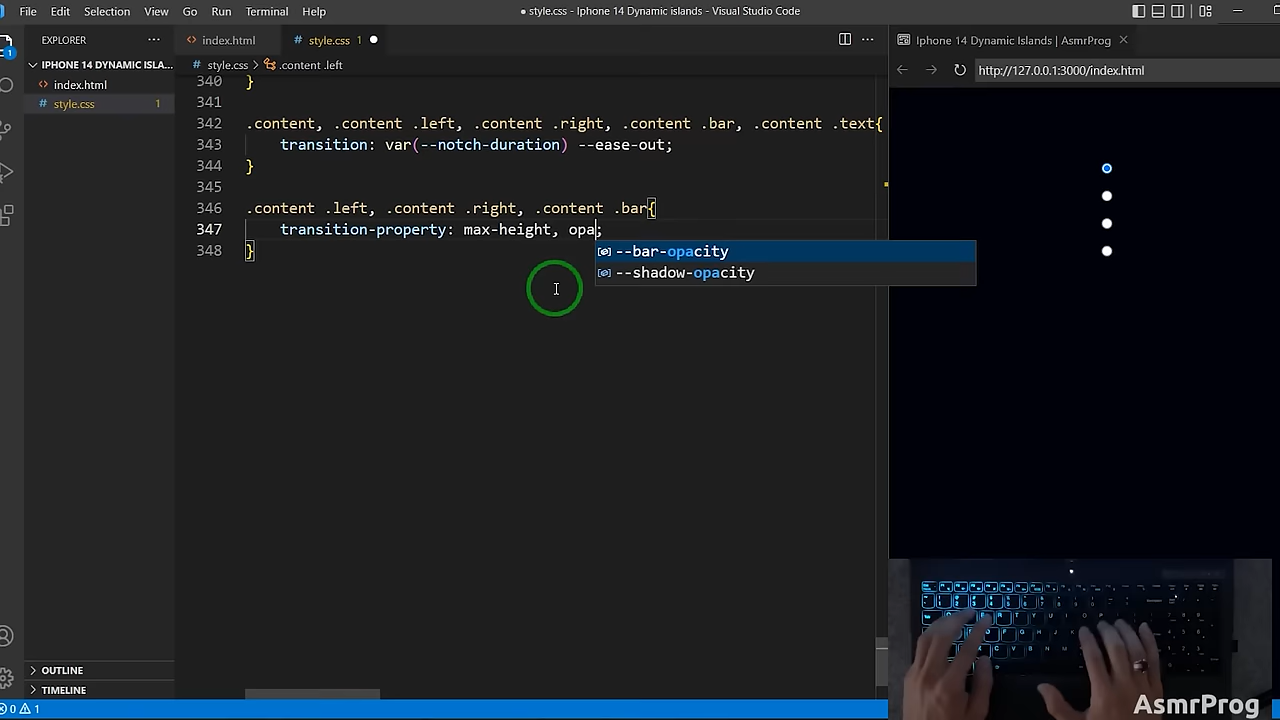 File Edit Selection View Go Run Terminal Help
● style.css - Iphone 14 Dynamic islands - Visual Studio Code
EXPLORER ···
1
IPHONE 14 DYNAMIC ISLA...
<> index.html
# style.css 1
OUTLINE
TIMELINE
0 1
<> index.html
# style.css 1 ●
# style.css > .content .left
340 }
341
342 .content, .content .left, .content .right, .content .bar, .content .text{
343 transition: var(--notch-duration) --ease-out;
344 }
345
346 .content .left, .content .right, .content .bar{
347 transition-property: max-height, opa;
348 }
--bar-opacity
--shadow-opacity
Iphone 14 Dynamic Islands | AsmrProg
http://127.0.0.1:3000/index.html
AsmrProg